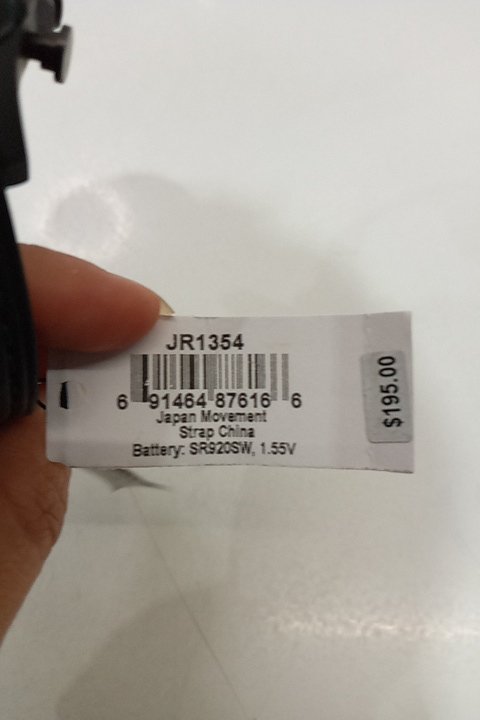 JR1354
6 91464 87616 6
Japan Movement
Strap China
Battery: SR920SW, 1.55V
$195.00